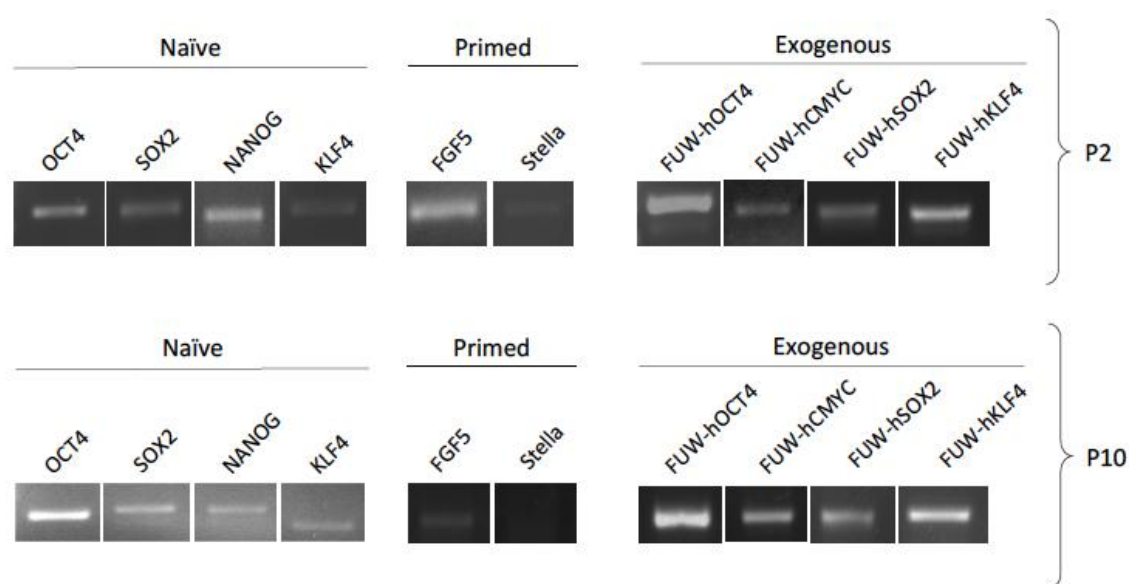 Naïve Primed Exogenous
OCT4 SOX2 NANOG KLF4 FGF5 Stella FUW-hOCT4 FUW-hCMYC FUW-hSOX2 FUW-hKLF4
P2
Naïve Primed Exogenous
OCT4 SOX2 NANOG KLF4 FGF5 Stella FUW-hOCT4 FUW-hCMYC FUW-hSOX2 FUW-hKLF4
P10